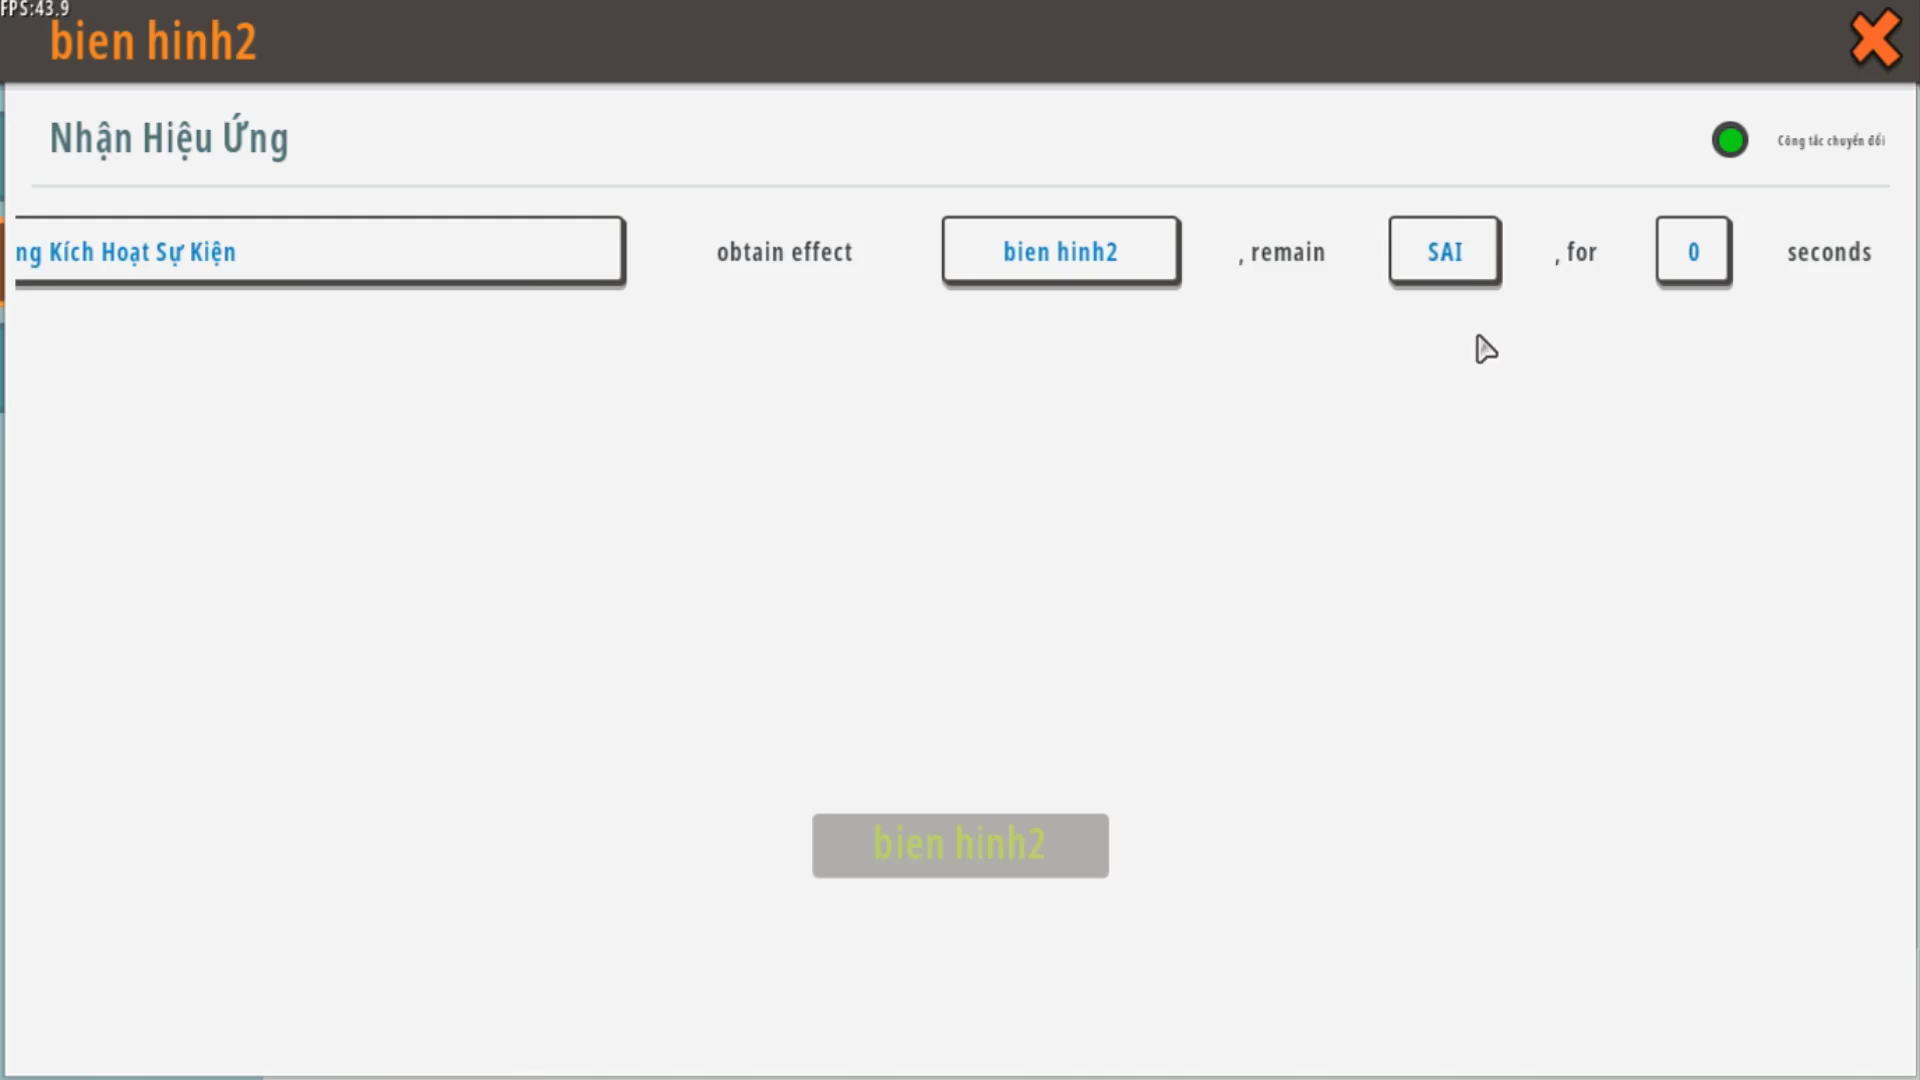 FPS:43.9
bien hinh2
Nhận Hiệu Ứng
Công tắc chuyển đổi
ng Kích Hoạt Sự Kiện obtain effect bien hinh2 , remain SAI , for 0 seconds
bien hinh2